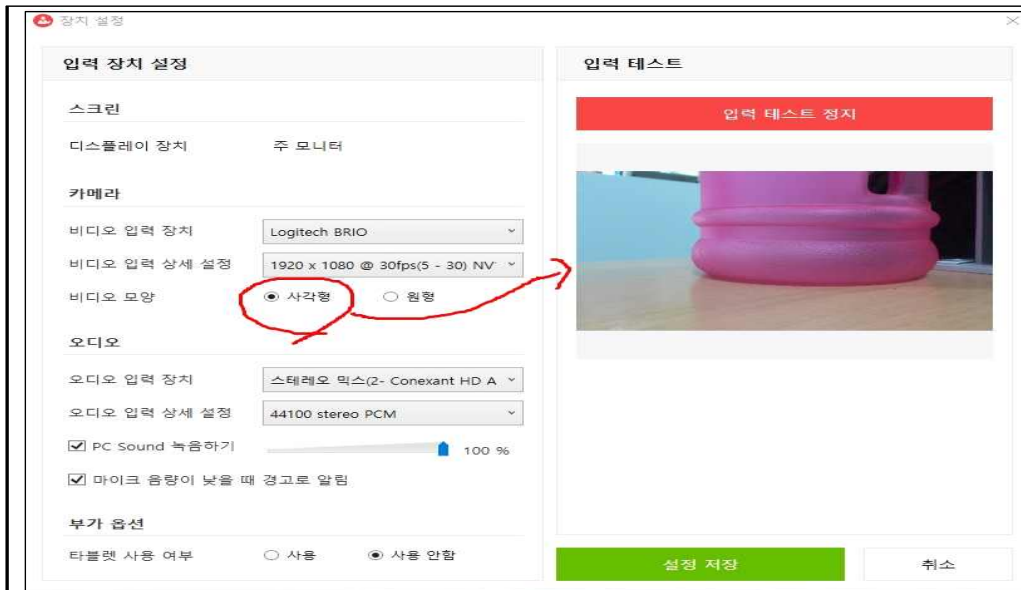 장치 설정
입력 장치 설정
스크린
디스플레이 장치 주 모니터
카메라
비디오 입력 장치 Logitech BRIO
비디오 입력 상세 설정 1920 x 1080 @ 30fps(5 - 30) NV
비디오 모양 사각형 원형
오디오
오디오 입력 장치 스테레오 믹스(2- Conexant HD A
오디오 입력 상세 설정 44100 stereo PCM
PC Sound 녹음하기 100 %
마이크 음량이 낮을 때 경고로 알림
부가 옵션
타블렛 사용 여부 사용 사용 안함
입력 테스트
입력 테스트 정지
설정 저장 취소